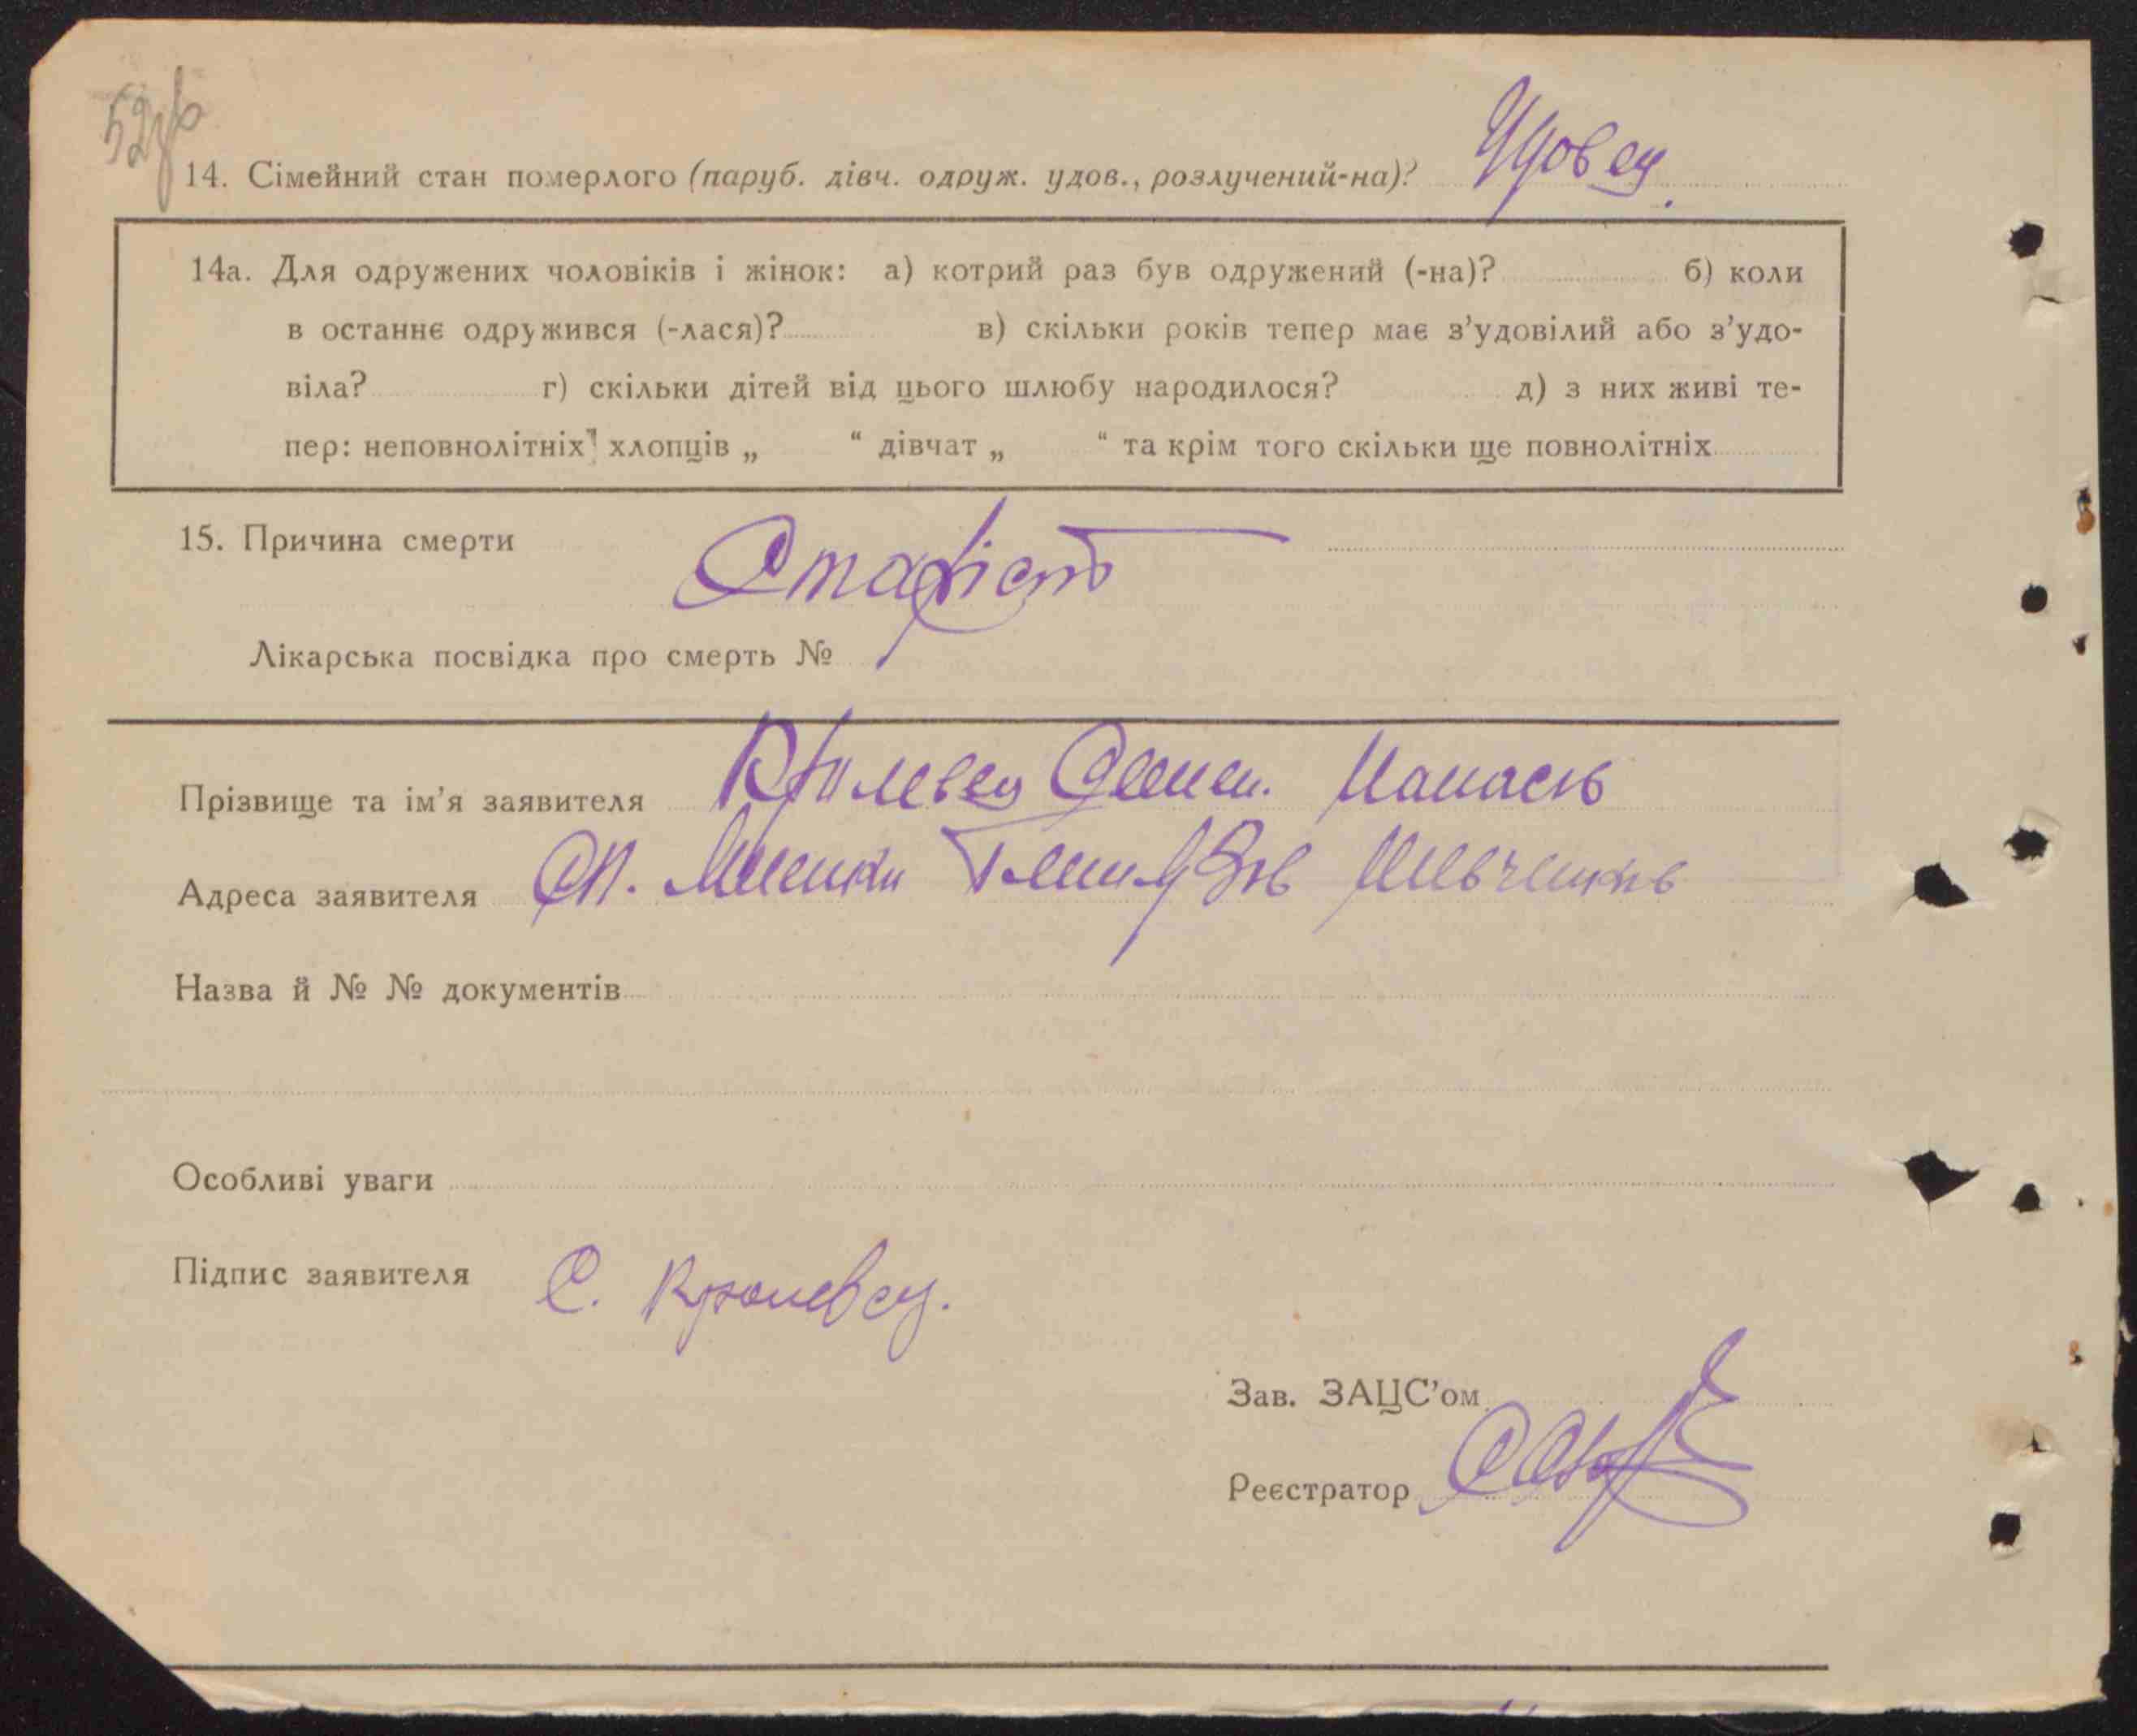 14. Сімейний стан померлого (паруб. дівч. одруж. удов., розлучений-на)? Удовец.
14а. Для одружених чоловіків і жінок: а) котрий раз був одружений (-на)? б) коли
в останнє одружився (-лася)? в) скільки років тепер має з’удовілий або з’удо-
віла? г) скільки дітей від цього шлюбу народилося? д) з них живі те-
пер: неповнолітніх хлопців „ “ дівчат „ “ та крім того скільки ще повнолітніх
15. Причина смерти Старість
Лікарська посвідка про смерть №
Прізвище та ім’я заявителя
Адреса заявителя
Назва й № № документів
Особливі уваги
Підпис заявителя С. Кролевец.
Зав. ЗАЦС’ом
Реєстратор